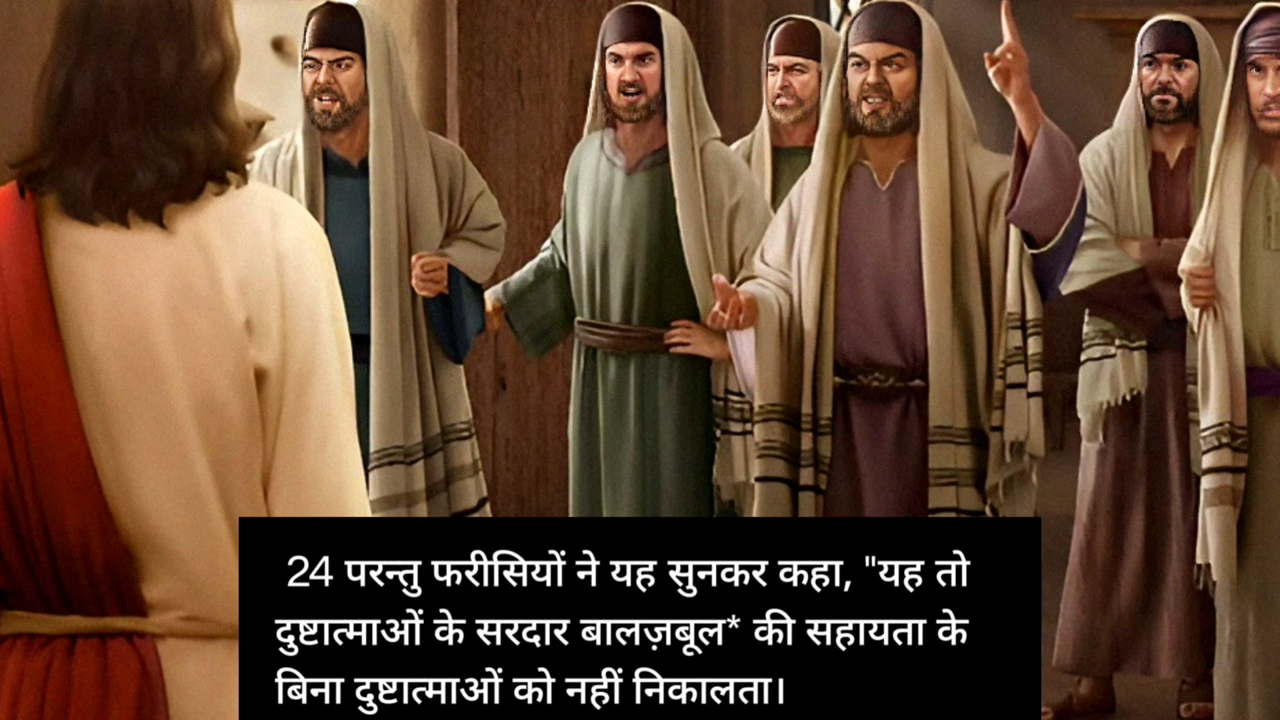 24 परन्तु फरीसियों ने यह सुनकर कहा, "यह तो
दुष्टात्माओं के सरदार बालज़बूल* की सहायता के
बिना दुष्टात्माओं को नहीं निकालता।